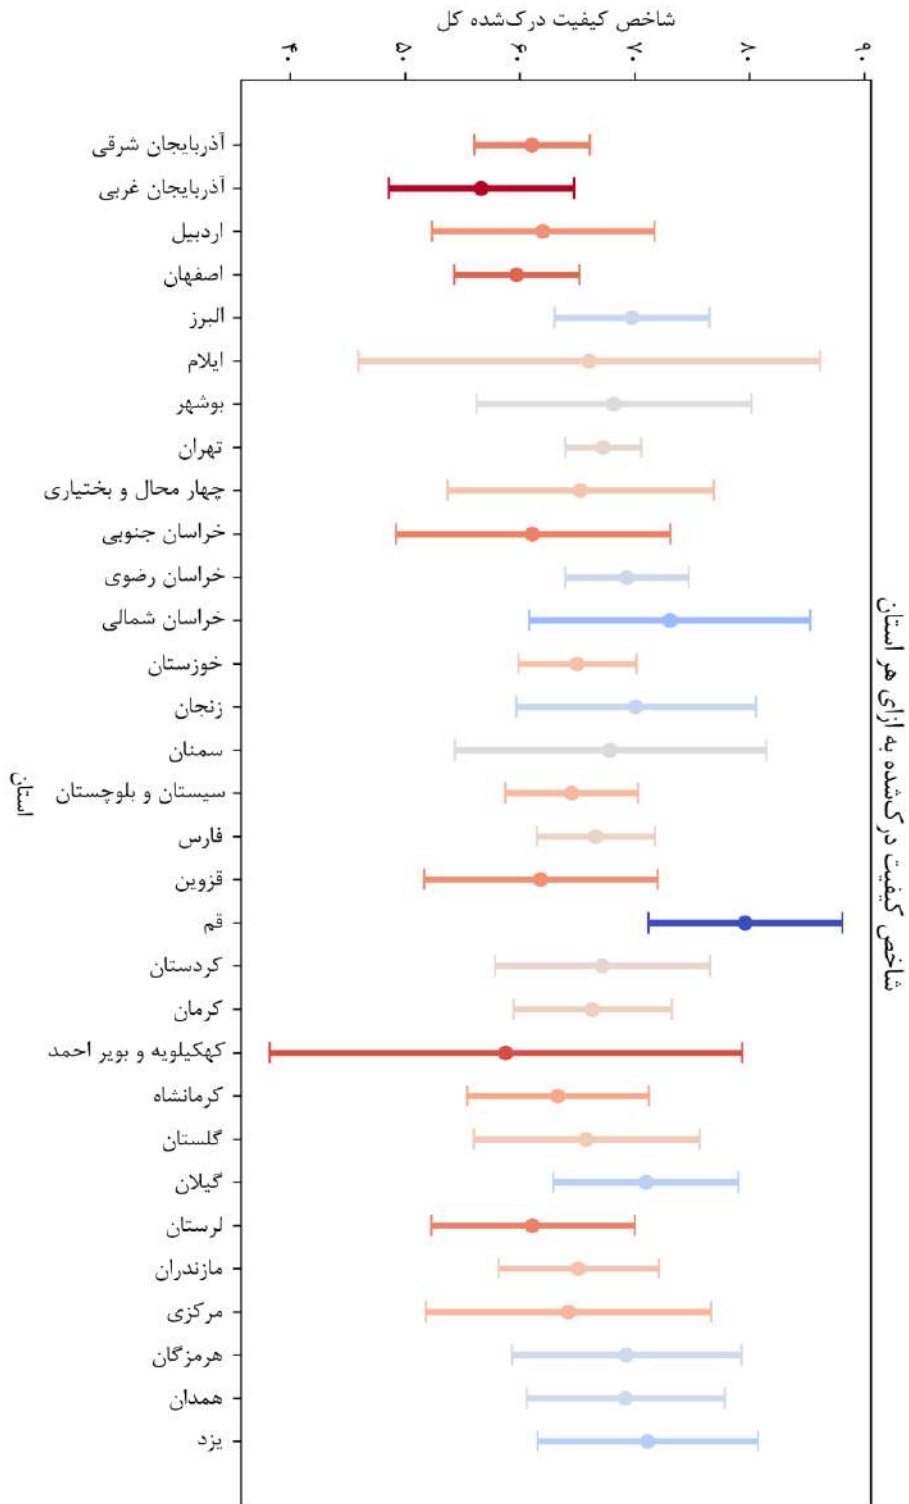 شاخص کیفیت درک‌شده به ازای هر استان
شاخص کیفیت درک‌شده کل
۴۰
۵۰
۶۰
۷۰
۸۰
۹۰
آذربایجان شرقی
آذربایجان غربی
اردبیل
اصفهان
البرز
ایلام
بوشهر
تهران
چهار محال و بختیاری
خراسان جنوبی
خراسان رضوی
خراسان شمالی
خوزستان
زنجان
سمنان
سیستان و بلوچستان
فارس
قزوین
قم
کردستان
کرمان
کهکیلویه و بویر احمد
کرمانشاه
گلستان
گیلان
لرستان
مازندران
مرکزی
هرمزگان
همدان
یزد
استان